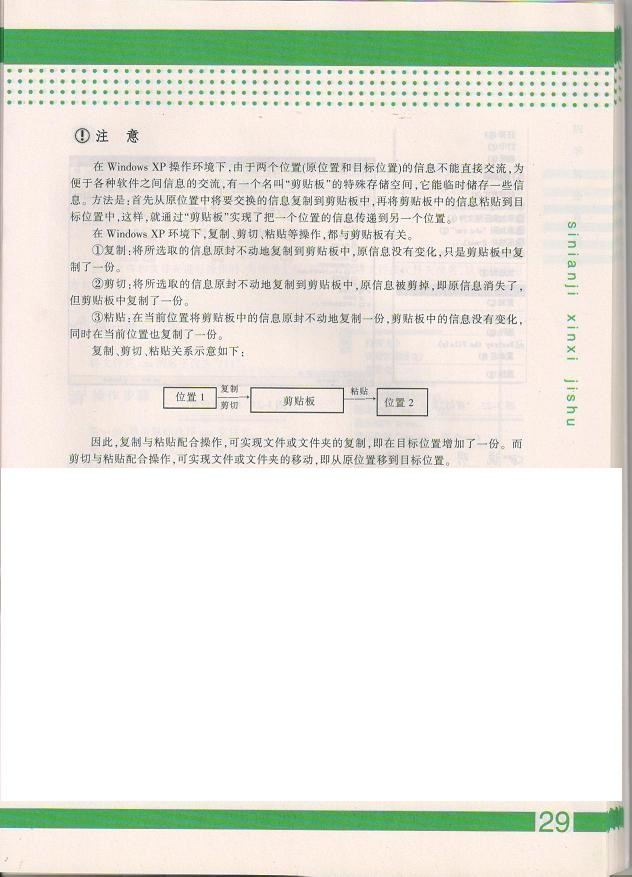 ! 注 意
在 Windows XP 操作环境下,由于两个位置(原位置和目标位置)的信息不能直接交流,为
便于各种软件之间信息的交流,有一个名叫“剪贴板”的特殊存储空间,它能临时储存一些信
息。方法是:首先从原位置中将要交换的信息复制到剪贴板中,再将剪贴板中的信息粘贴到目
标位置中,这样,就通过“剪贴板”实现了把一个位置的信息传递到另一个位置。
在 Windows XP 环境下,复制、剪切、粘贴等操作,都与剪贴板有关。
①复制:将所选取的信息原封不动地复制到剪贴板中,原信息没有变化,只是剪贴板中复
制了一份。
②剪切:将所选取的信息原封不动地复制到剪贴板中,原信息被剪掉,即原信息消失了,
但剪贴板中复制了一份。
③粘贴:在当前位置将剪贴板中的信息原封不动地复制一份,剪贴板中的信息没有变化,
同时在当前位置也复制了一份。
复制、剪切、粘贴关系示意如下:
位置 1
复制
剪切
剪贴板
粘贴
位置 2
因此,复制与粘贴配合操作,可实现文件或文件夹的复制,即在目标位置增加了一份。而
剪切与粘贴配合操作,可实现文件或文件夹的移动,即从原位置移到目标位置。
sinianji xinxi jishu
29